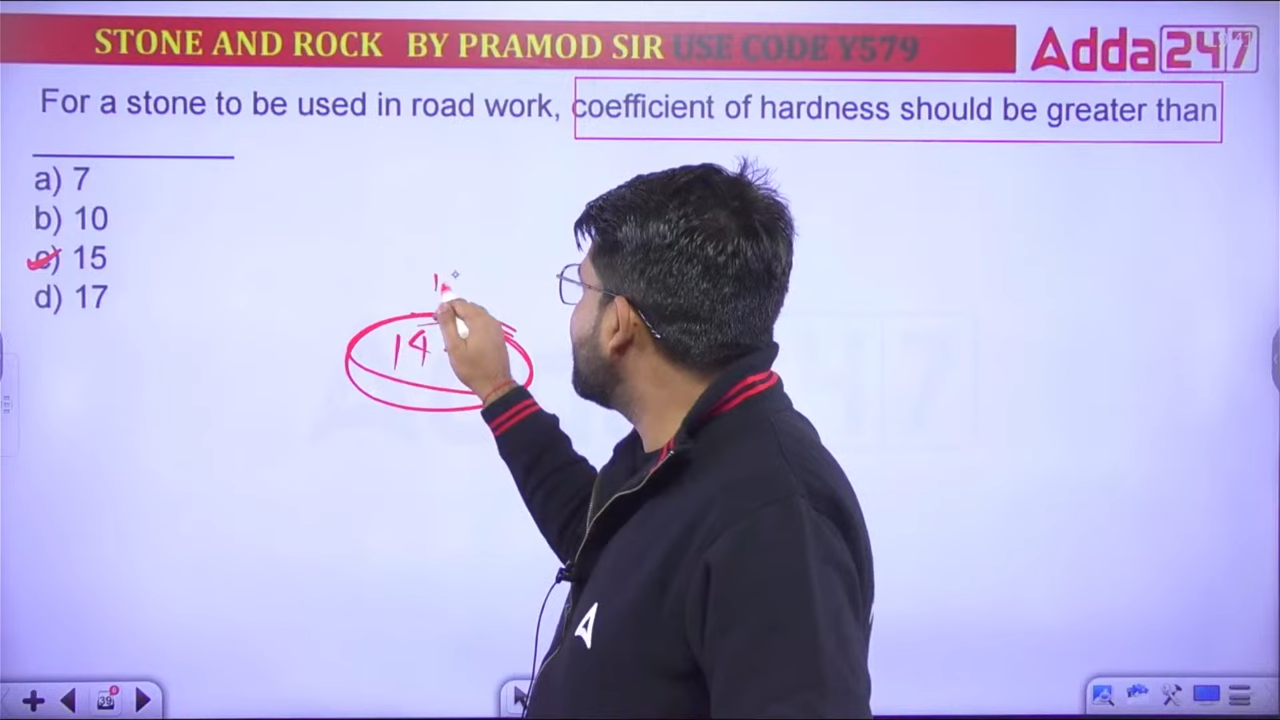 STONE AND ROCK BY PRAMOD SIR USE CODE Y579
Adda247
For a stone to be used in road work, coefficient of hardness should be greater than
a) 7
b) 10
c) 15
d) 17
14
39